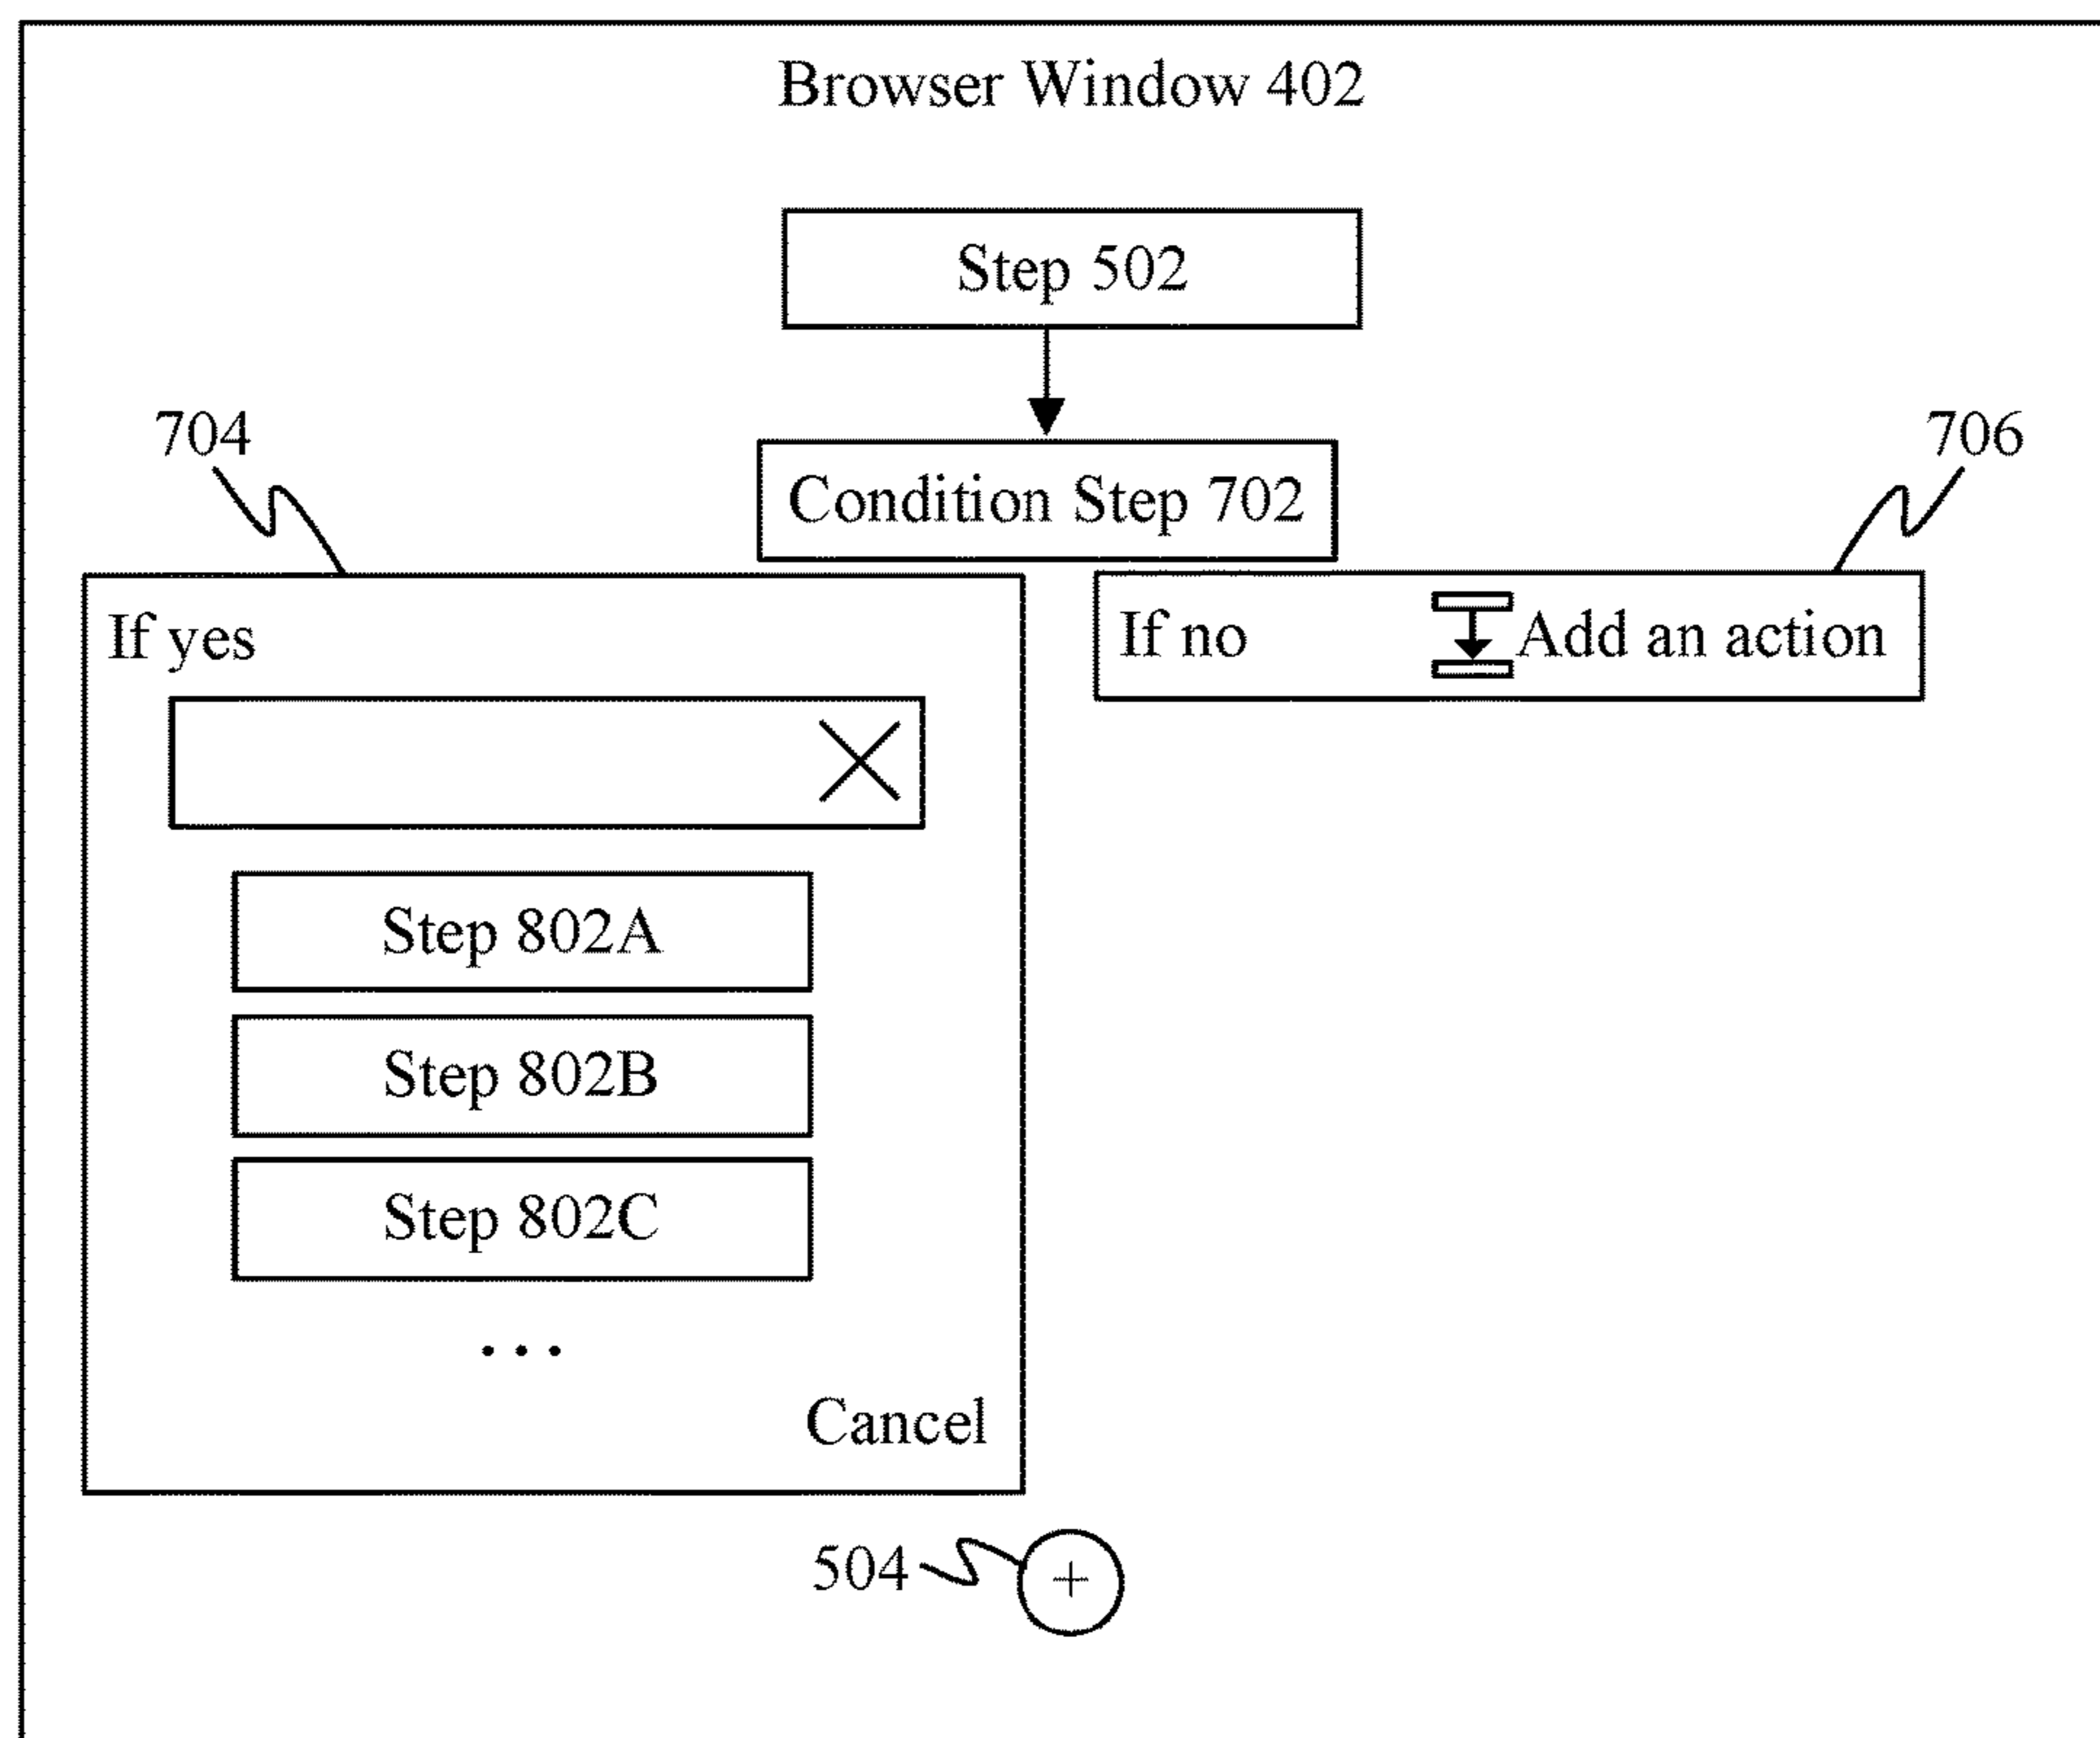 Browser Window 402
Step 502
704
706
Condition Step 702
If yes
If no
Add an action
Step 802A
Step 802B
Step 802C
...
Cancel
504
+